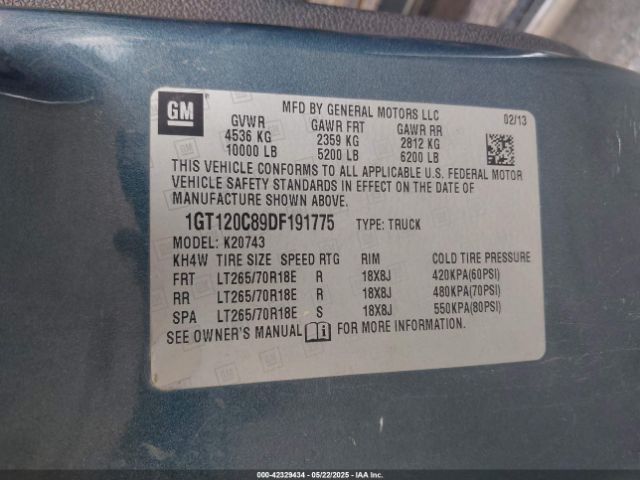 GM
MFD BY GENERAL MOTORS LLC 02/13
GVWR GAWR FRT GAWR RR
4536 KG 2359 KG 2812 KG
10000 LB 5200 LB 6200 LB
THIS VEHICLE CONFORMS TO ALL APPLICABLE U.S. FEDERAL MOTOR
VEHICLE SAFETY STANDARDS IN EFFECT ON THE DATE OF
MANUFACTURE SHOWN ABOVE.
1GT120C89DF191775 TYPE: TRUCK
MODEL: K20743
KH4W TIRE SIZE SPEED RTG RIM COLD TIRE PRESSURE
FRT LT265/70R18E R 18X8J 420KPA(60PSI)
RR LT265/70R18E R 18X8J 480KPA(70PSI)
SPA LT265/70R18E S 18X8J 550KPA(80PSI)
SEE OWNER'S MANUAL FOR MORE INFORMATION.
000-42329434 - 05/22/2025 - IAAI.COM